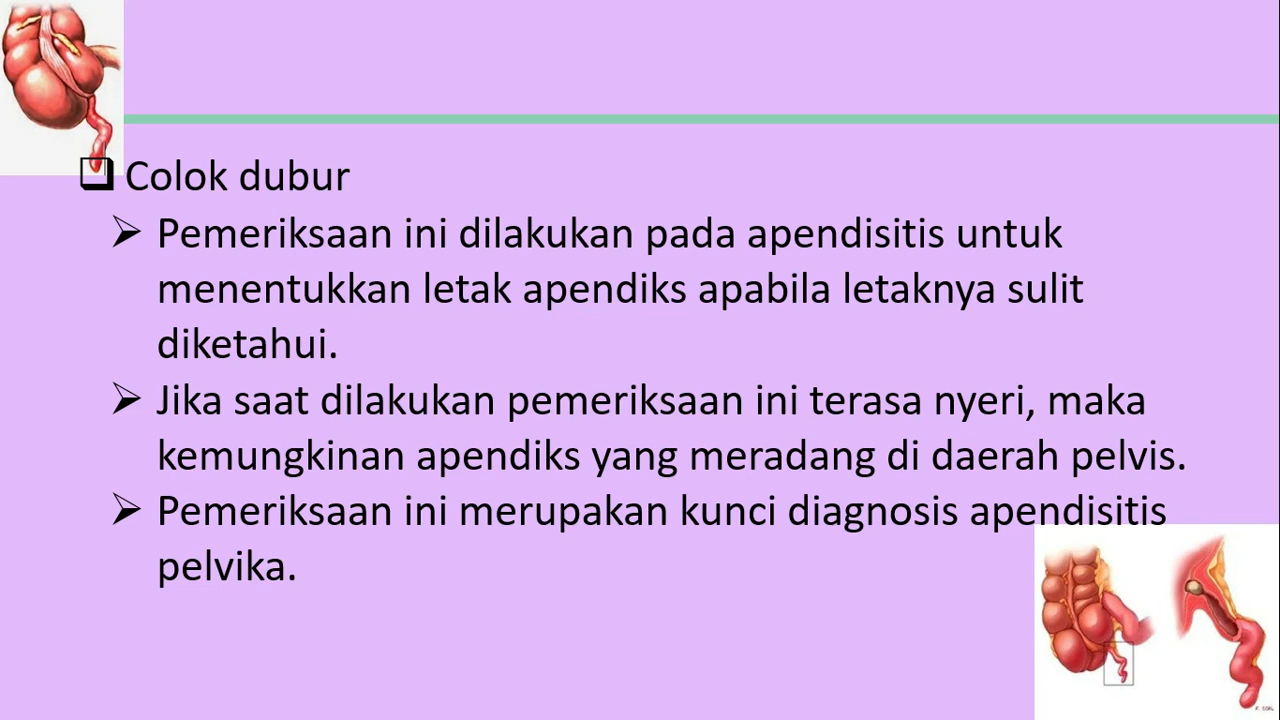 Colok dubur
Pemeriksaan ini dilakukan pada apendisitis untuk
menentukkan letak apendiks apabila letaknya sulit
diketahui.
Jika saat dilakukan pemeriksaan ini terasa nyeri, maka
kemungkinan apendiks yang meradang di daerah pelvis.
Pemeriksaan ini merupakan kunci diagnosis apendisitis
pelvika.